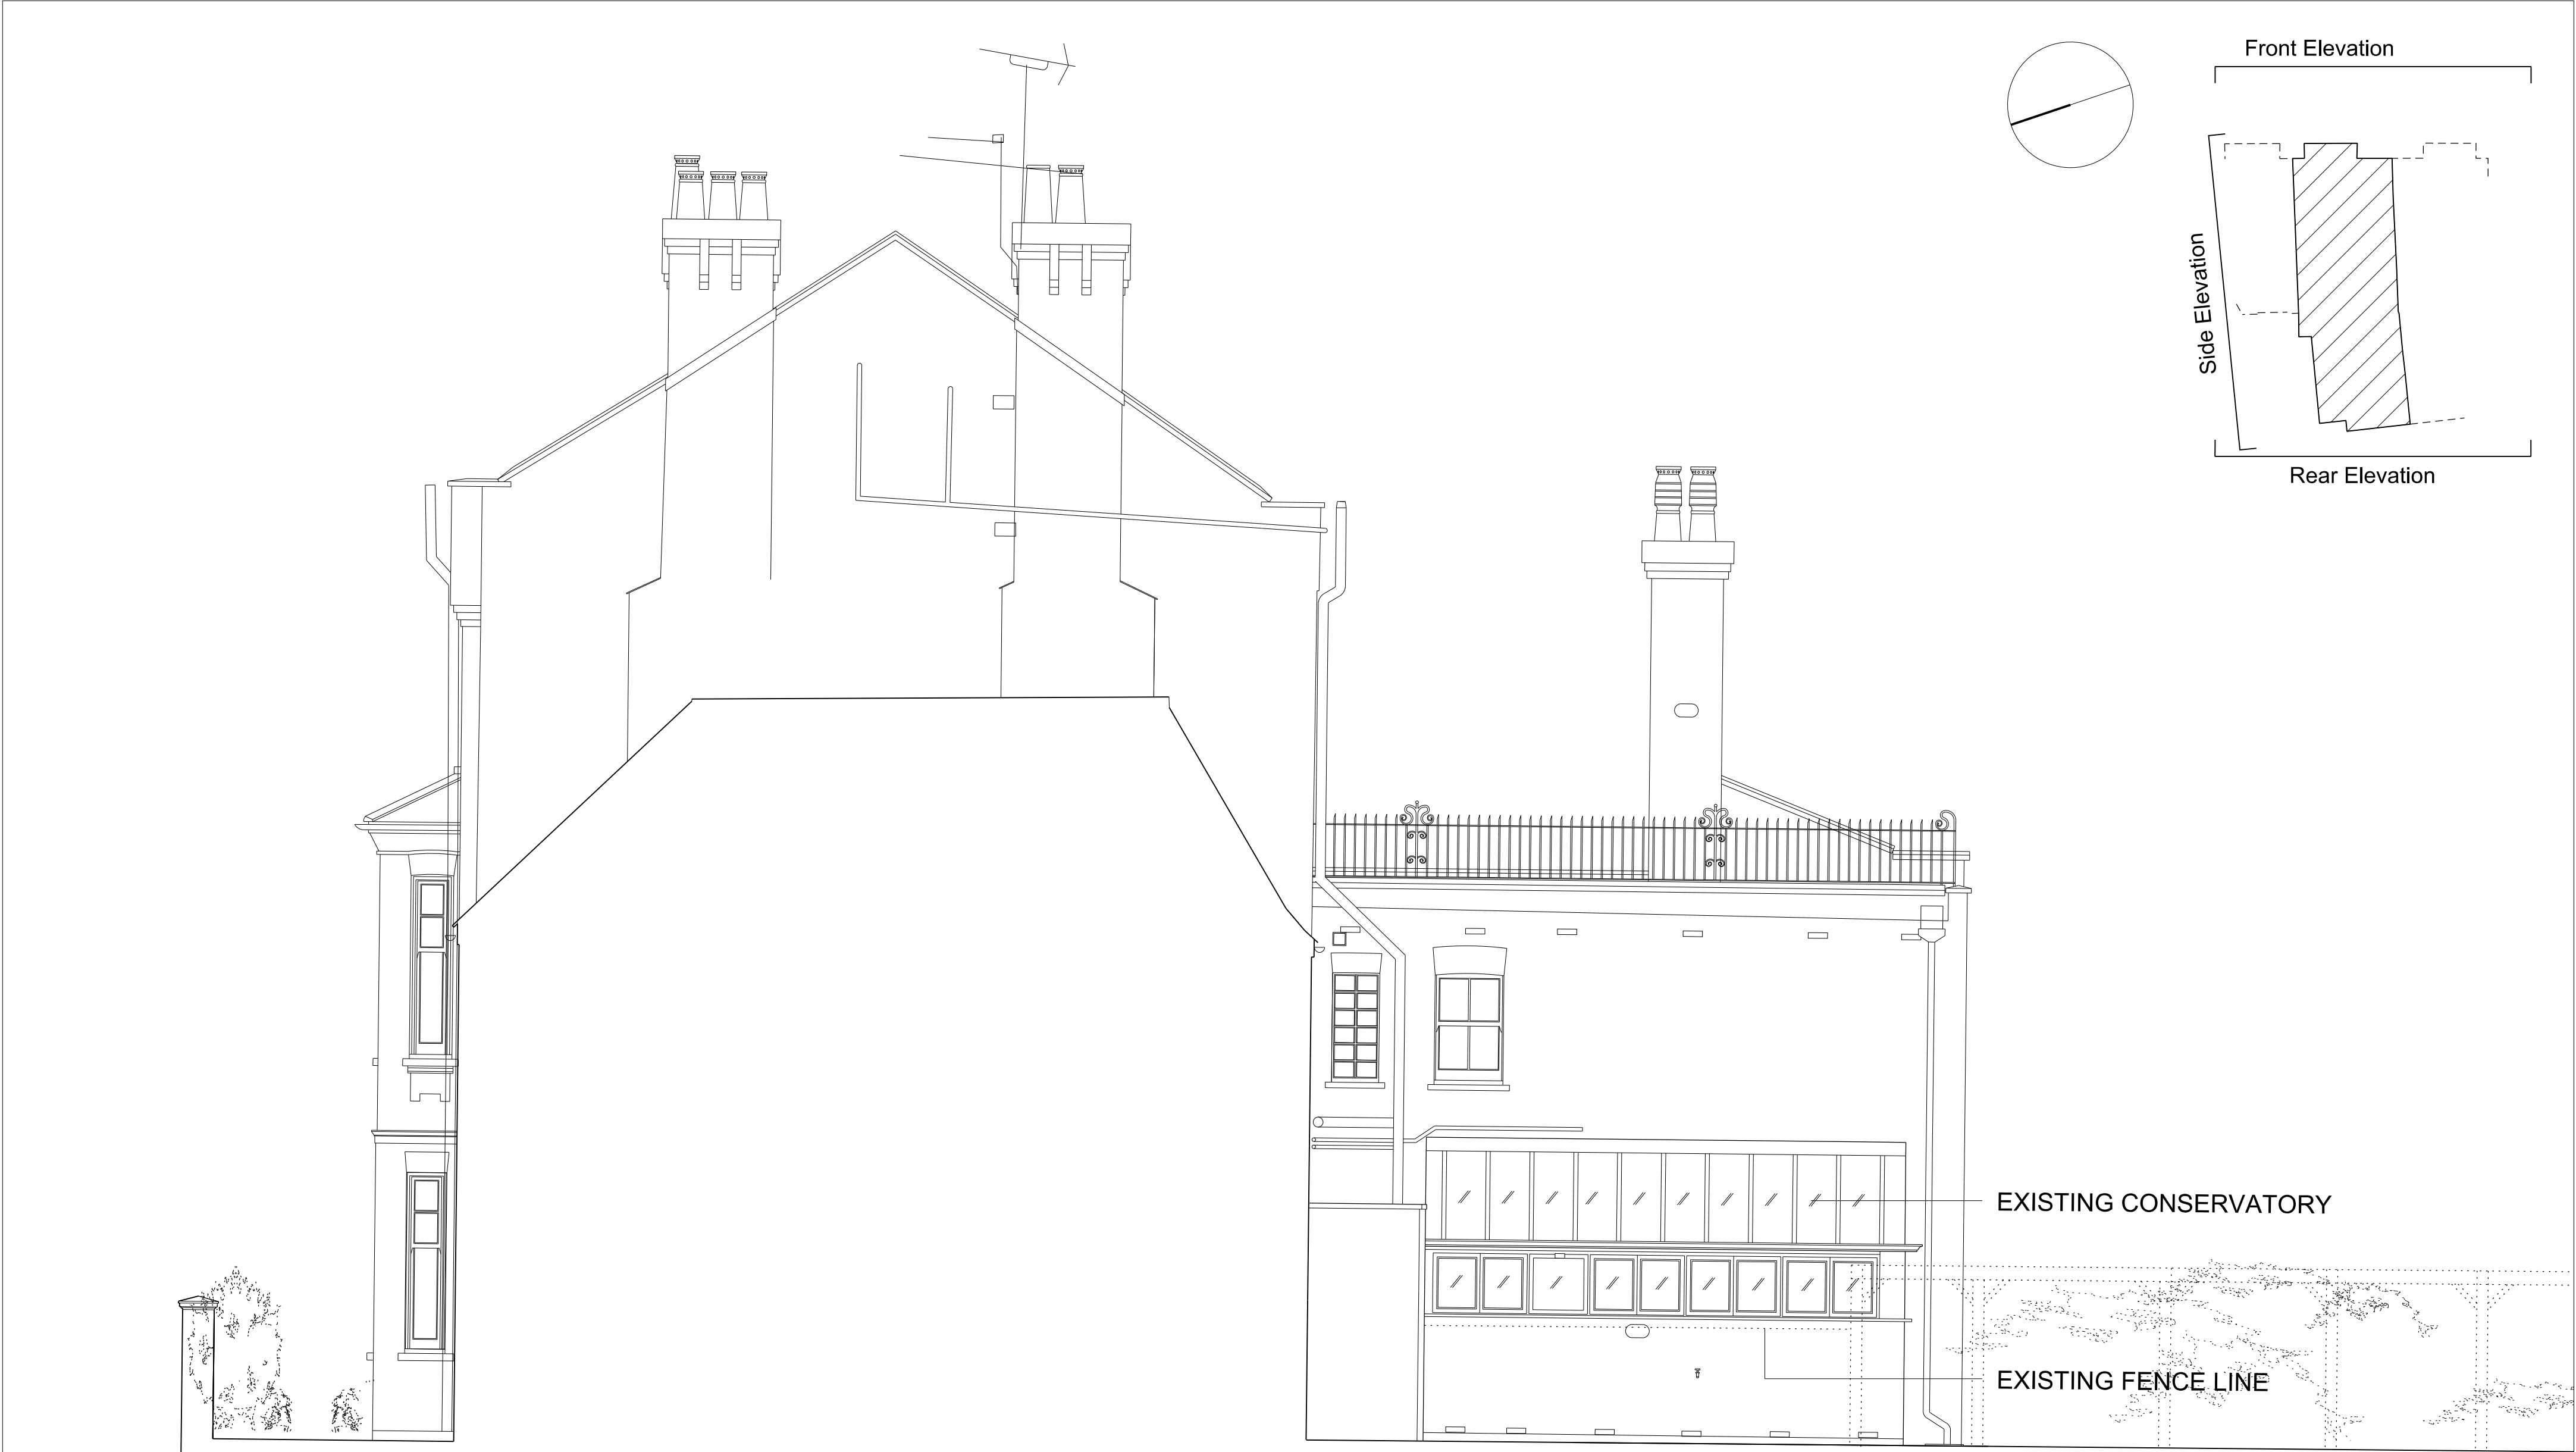 Front Elevation
Side Elevation
Rear Elevation
EXISTING CONSERVATORY
EXISTING FENCE LINE